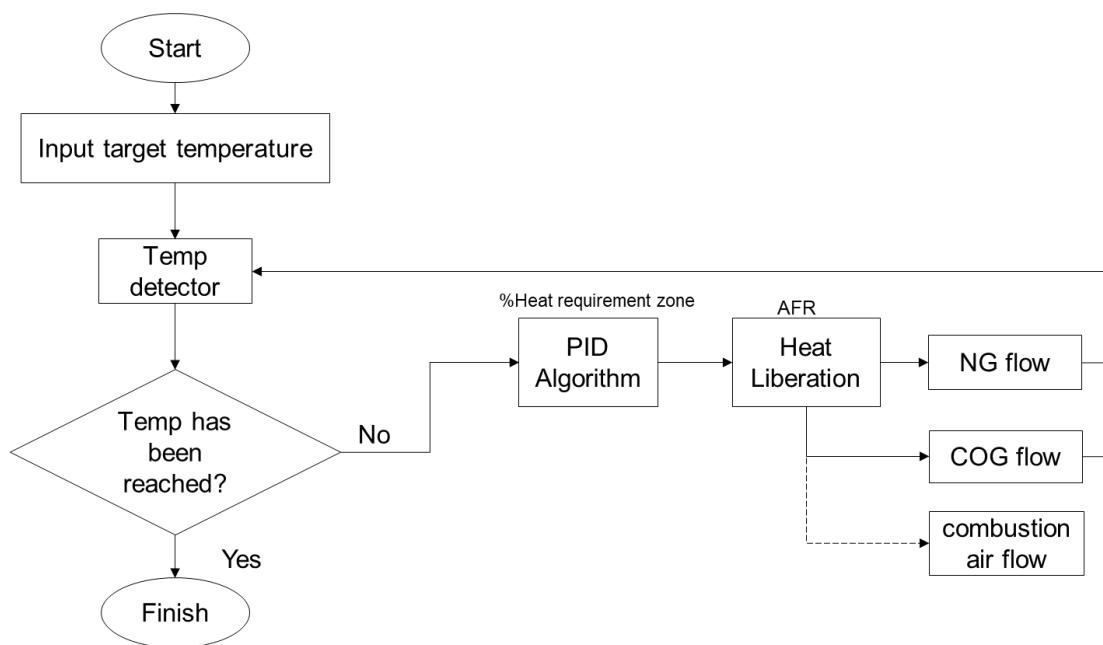 Start
Input target temperature
Temp
detector
Temp has
been
reached?
No
Yes
Finish
%Heat requirement zone
PID
Algorithm
AFR
Heat
Liberation
NG flow
COG flow
combustion
air flow